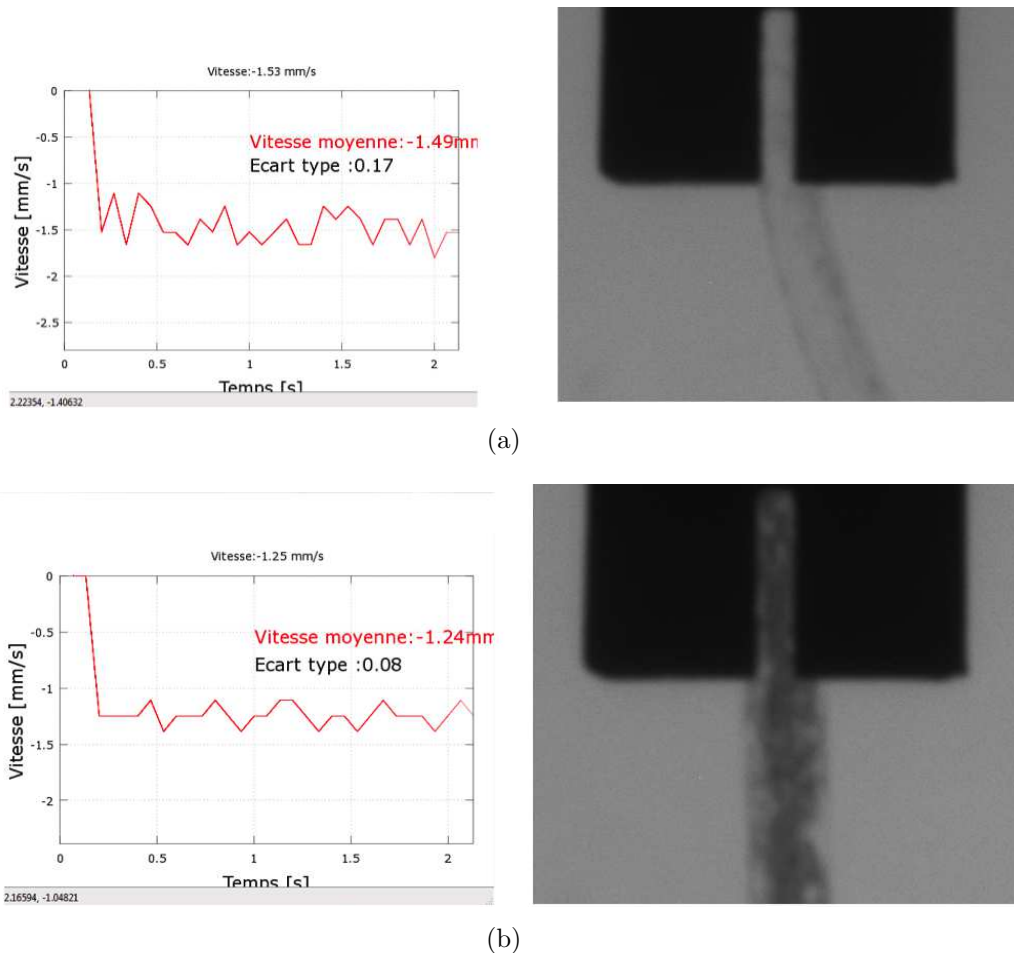 Vitesse:-1.53 mm/s
0
-0.5
-1
-1.5
-2
-2.5
Vitesse [mm/s]
Vitesse moyenne:-1.49mm
Ecart type :0.17
0 0.5 1 1.5 2
Temps [s]
2.22354, -1.40632
(a)
Vitesse:-1.25 mm/s
0
-0.5
-1
-1.5
-2
Vitesse [mm/s]
Vitesse moyenne:-1.24mm
Ecart type :0.08
0 0.5 1 1.5 2
Temps [s]
2.16594, -1.04821
(b)